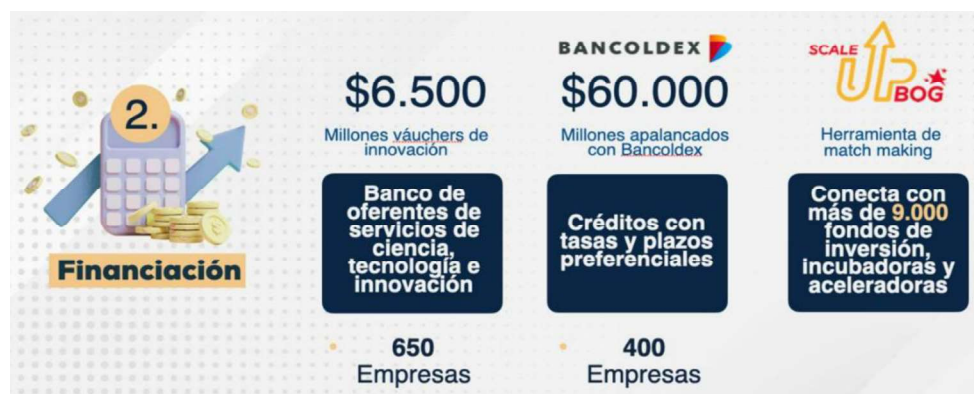 2.
Financiación
$6.500
Millones váuchers de
innovación
Banco de
oferentes de
servicios de
ciencia,
tecnología e
innovación
650
Empresas
BANCOLDEX
$60.000
Millones apalancados
con Bancoldex
Créditos con
tasas y plazos
preferenciales
400
Empresas
SCALE
UP
BOG
Herramienta de
match making
Conecta con
más de 9.000
fondos de
inversión,
incubadoras y
aceleradoras